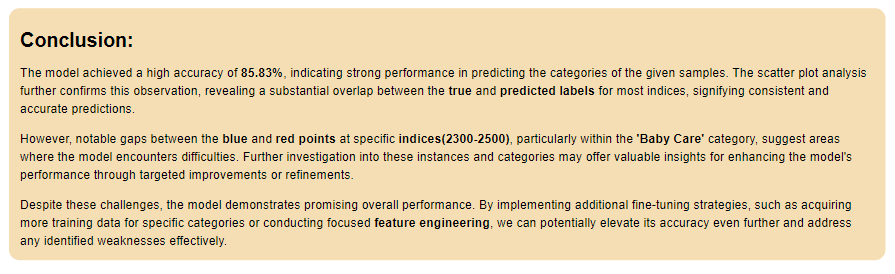 Conclusion:
The model achieved a high accuracy of 85.83%, indicating strong performance in predicting the categories of the given samples. The scatter plot analysis
further confirms this observation, revealing a substantial overlap between the true and predicted labels for most indices, signifying consistent and
accurate predictions.
However, notable gaps between the blue and red points at specific indices(2300-2500), particularly within the 'Baby Care' category, suggest areas
where the model encounters difficulties. Further investigation into these instances and categories may offer valuable insights for enhancing the model's
performance through targeted improvements or refinements.
Despite these challenges, the model demonstrates promising overall performance. By implementing additional fine-tuning strategies, such as acquiring
more training data for specific categories or conducting focused feature engineering, we can potentially elevate its accuracy even further and address
any identified weaknesses effectively.